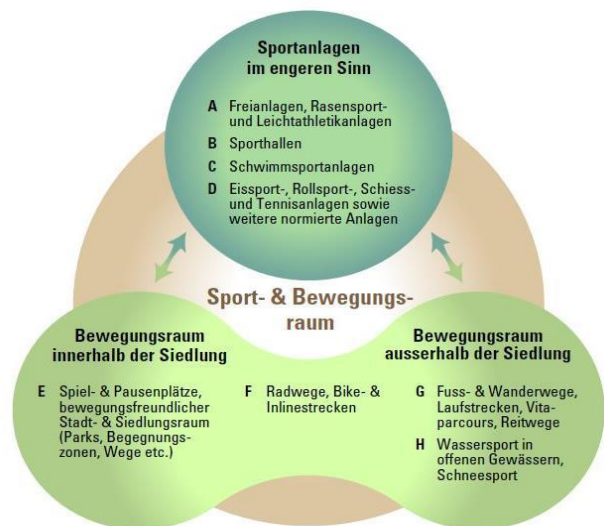 Sportanlagen
im engeren Sinn
A Freianlagen, Rasensport-
und Leichtathletikanlagen
B Sporthallen
C Schwimmsportanlagen
D Eissport-, Rollsport-, Schiess-
und Tennisanlagen sowie
weitere normierte Anlagen
Sport- & Bewegungs-
raum
Bewegungsraum
innerhalb der Siedlung
E Spiel- & Pausenplätze,
bewegungsfreundlicher
Stadt- & Siedlungsraum
(Parks, Begegnungs-
zonen, Wege etc.)
F Radwege, Bike- &
Inlinestrecken
Bewegungsraum
ausserhalb der Siedlung
G Fuss- & Wanderwege,
Laufstrecken, Vita-
parcours, Reitwege
H Wassersport in
offenen Gewässern,
Schneesport